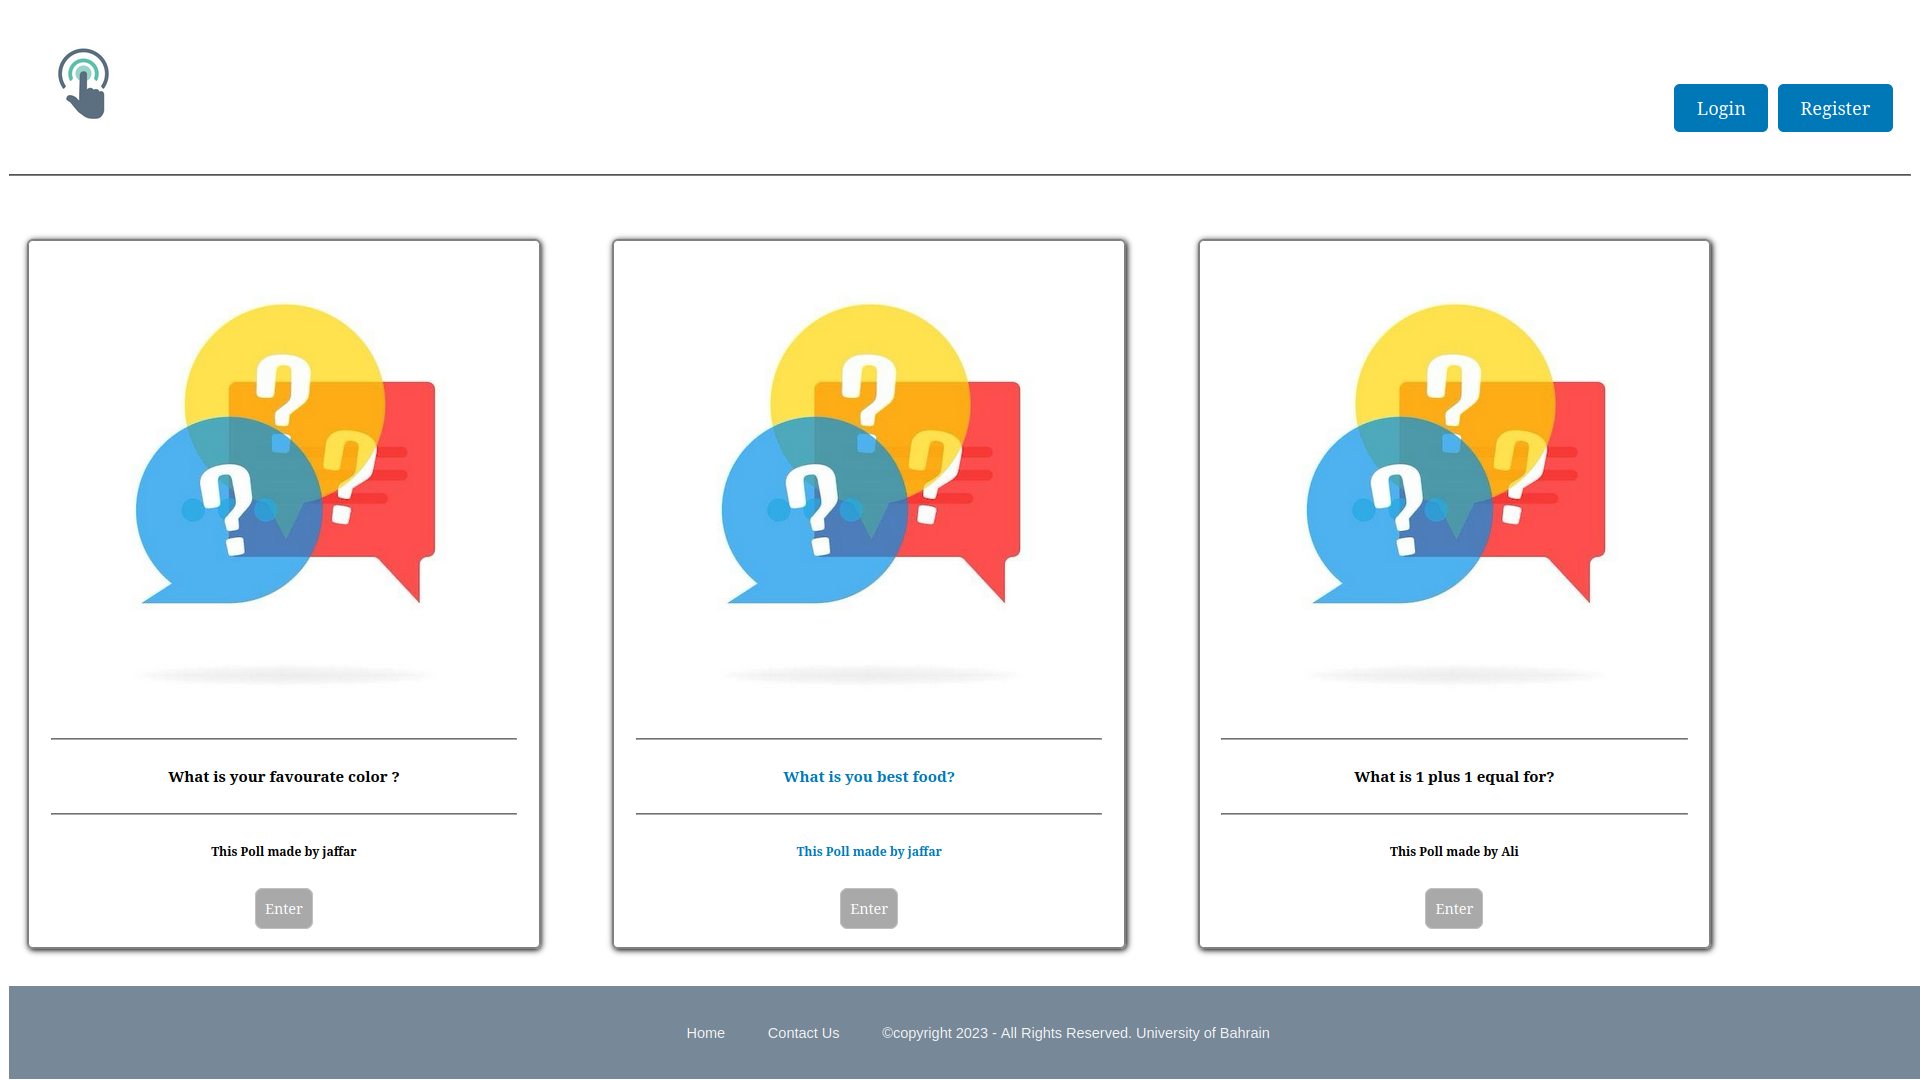 Login
Register
What is your favourate color ?
This Poll made by jaffar
Enter
What is you best food?
This Poll made by jaffar
Enter
What is 1 plus 1 equal for?
This Poll made by Ali
Enter
Home
Contact Us
©copyright 2023 - All Rights Reserved. University of Bahrain